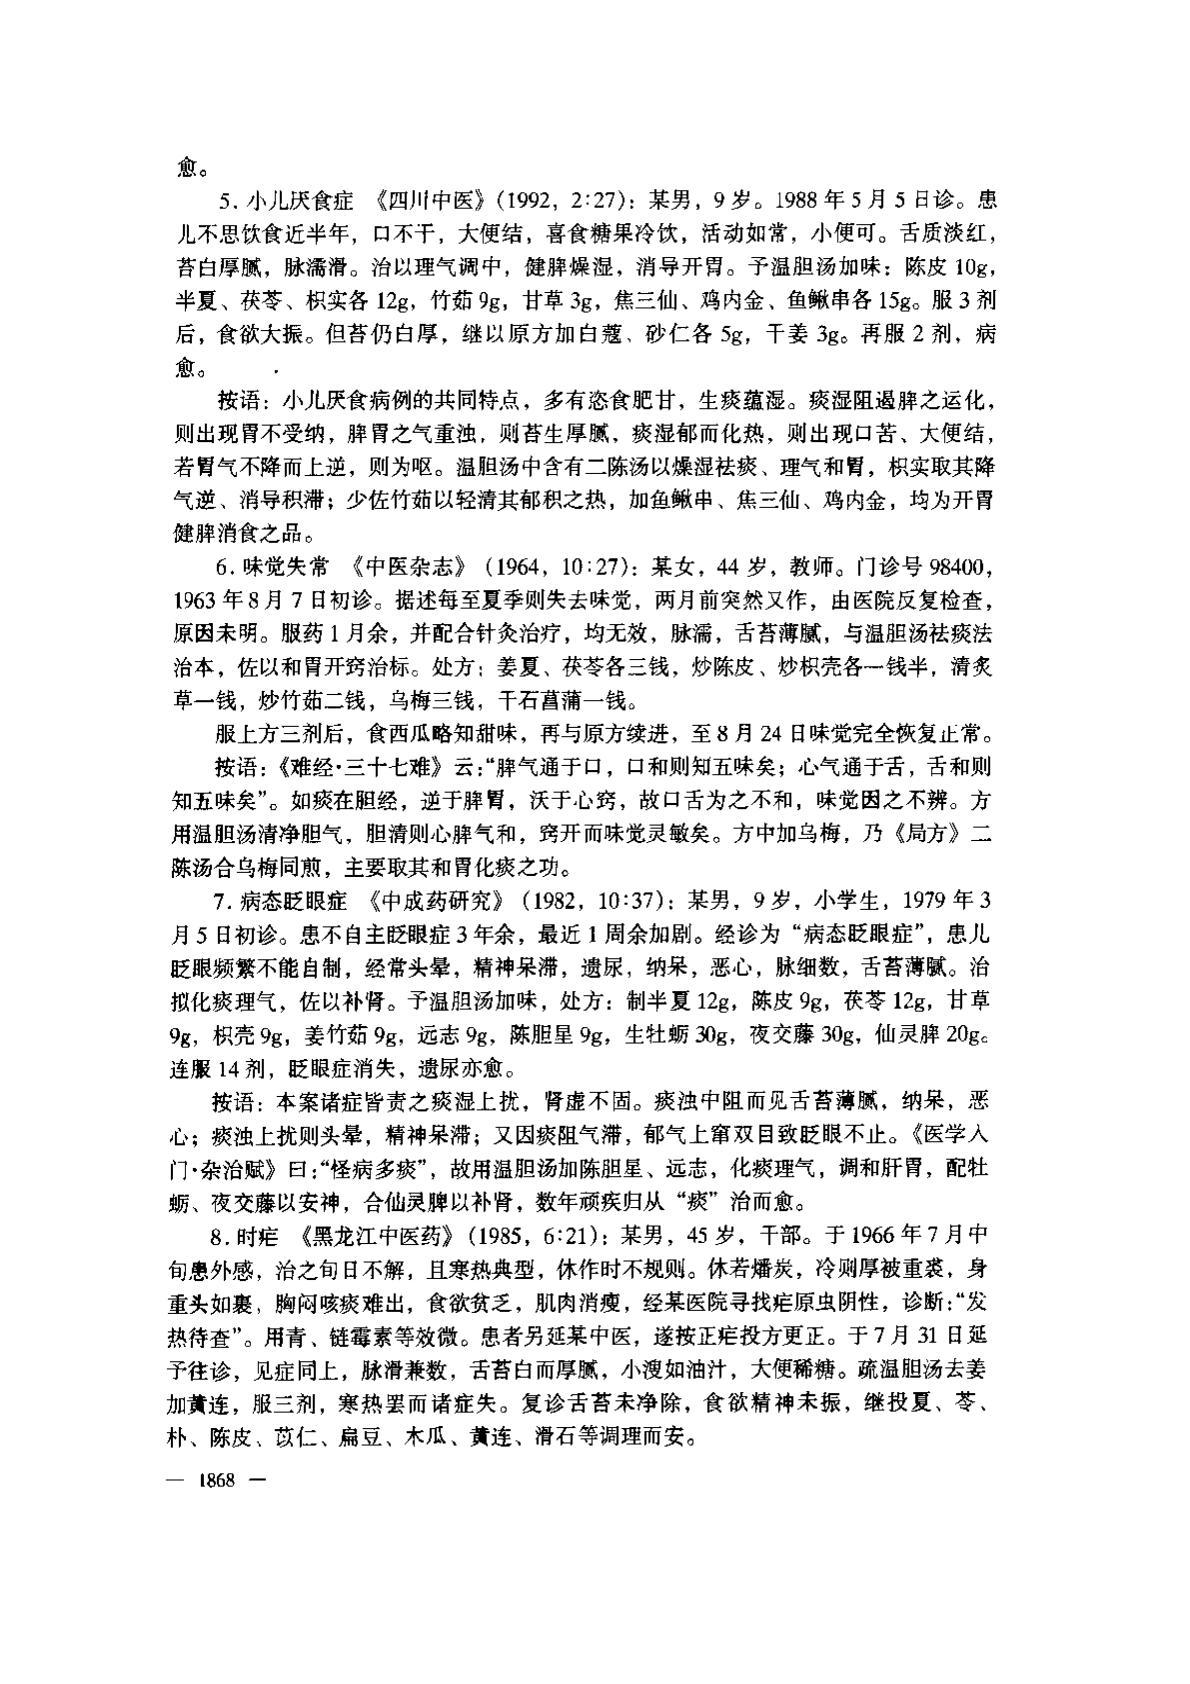 愈。
5. 小儿厌食症 《四川中医》(1992, 2:27): 某男, 9 岁。1988 年 5 月 5 日诊。患
儿不思饮食近半年, 口不干, 大便结, 喜食糖果冷饮, 活动如常, 小便可。舌质淡红,
苔白厚腻, 脉濡滑。治以理气调中, 健脾燥湿, 消导开胃。予温胆汤加味: 陈皮 10g,
半夏、茯苓、枳实各 12g, 竹茹 9g, 甘草 3g, 焦三仙、鸡内金、鱼鳅串各 15g。服 3 剂
后, 食欲大振。但苔仍白厚, 继以原方加白蔻、砂仁各 5g, 干姜 3g。再服 2 剂, 病
愈。
按语: 小儿厌食病例的共同特点, 多有恣食肥甘, 生痰蕴湿。痰湿阻遏脾之运化,
则出现胃不受纳, 脾胃之气重浊, 则苔生厚腻, 痰湿郁而化热, 则出现口苦、大便结,
若胃气不降而上逆, 则为呕。温胆汤中含有二陈汤以燥湿祛痰、理气和胃, 枳实取其降
气逆、消导积滞; 少佐竹茹以轻清其郁积之热, 加鱼鳅串、焦三仙、鸡内金, 均为开胃
健脾消食之品。
6. 味觉失常 《中医杂志》(1964, 10:27): 某女, 44 岁, 教师。门诊号 98400,
1963 年 8 月 7 日初诊。据述每至夏季则失去味觉, 两月前突然又作, 由医院反复检查,
原因未明。服药 1 月余, 并配合针灸治疗, 均无效, 脉濡, 舌苔薄腻, 与温胆汤祛痰法
治本, 佐以和胃开窍治标。处方: 姜夏、茯苓各三钱, 炒陈皮、炒枳壳各一钱半, 清炙
草一钱, 炒竹茹二钱, 乌梅三钱, 干石菖蒲一钱。
服上方三剂后, 食西瓜略知甜味, 再与原方续进, 至 8 月 24 日味觉完全恢复正常。
按语:《难经·三十七难》云:“脾气通于口, 口和则知五味矣; 心气通于舌, 舌和则
知五味矣”。如痰在胆经, 逆于脾胃, 沃于心窍, 故口舌为之不和, 味觉因之不辨。方
用温胆汤清净胆气, 胆清则心脾气和, 窍开而味觉灵敏矣。方中加乌梅, 乃《局方》二
陈汤合乌梅同煎, 主要取其和胃化痰之功。
7. 病态眨眼症 《中成药研究》(1982, 10:37): 某男, 9 岁, 小学生, 1979 年 3
月 5 日初诊。患不自主眨眼症 3 年余, 最近 1 周余加剧。经诊为“病态眨眼症”, 患儿
眨眼频繁不能自制, 经常头晕, 精神呆滞, 遗尿, 纳呆, 恶心, 脉细数, 舌苔薄腻。治
拟化痰理气, 佐以补肾。予温胆汤加味, 处方: 制半夏 12g, 陈皮 9g, 茯苓 12g, 甘草
9g, 枳壳 9g, 姜竹茹 9g, 远志 9g, 陈胆星 9g, 生牡蛎 30g, 夜交藤 30g, 仙灵脾 20g。
连服 14 剂, 眨眼症消失, 遗尿亦愈。
按语: 本案诸症皆责之痰湿上扰, 肾虚不固。痰浊中阻而见舌苔薄腻, 纳呆, 恶
心; 痰浊上扰则头晕, 精神呆滞; 又因痰阻气滞, 郁气上窜双目致眨眼不止。《医学入
门·杂治赋》曰:“怪病多痰”, 故用温胆汤加陈胆星、远志, 化痰理气, 调和肝胃, 配牡
蛎、夜交藤以安神, 合仙灵脾以补肾, 数年顽疾归从“痰”治而愈。
8. 时疟 《黑龙江中医药》(1985, 6:21): 某男, 45 岁, 干部。于 1966 年 7 月中
旬患外感, 治之旬日不解, 且寒热典型, 休作时不规则。休若燔炭, 冷则厚被重裘, 身
重头如裹, 胸闷咳痰难出, 食欲贫乏, 肌肉消瘦, 经某医院寻找疟原虫阴性, 诊断:“发
热待查”。用青、链霉素等效微。患者另延某中医, 遂按正疟投方更正。于 7 月 31 日延
予往诊, 见症同上, 脉滑兼数, 舌苔白而厚腻, 小溲如油汁, 大便稀糖。疏温胆汤去姜
加黄连, 服三剂, 寒热罢而诸症失。复诊舌苔未净除, 食欲精神未振, 继投夏、苓、
朴、陈皮、苡仁、扁豆、木瓜、黄连、滑石等调理而安。
— 1868 —